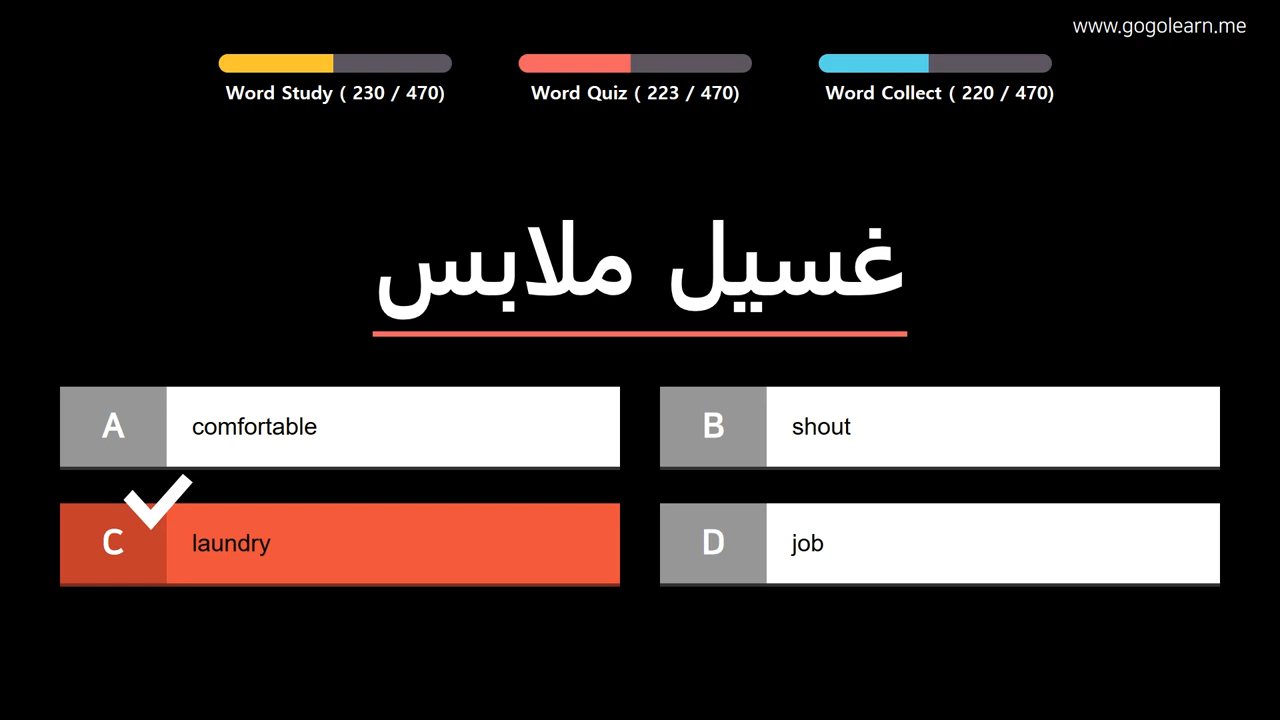 www.gogolearn.me
Word Study ( 230 / 470)
Word Quiz ( 223 / 470)
Word Collect ( 220 / 470)
غسيل ملابس
A comfortable
B shout
C laundry
D job